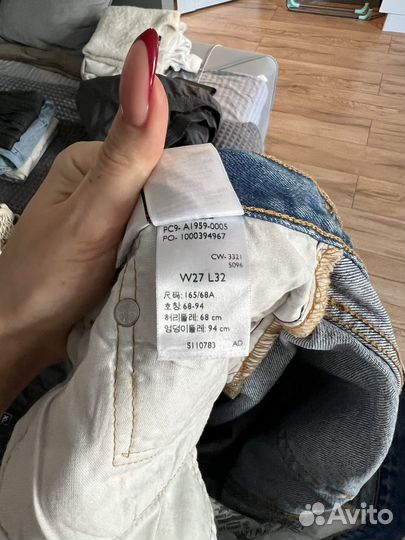 PC9- A1959-0005
PO- 1000394967
CW-3321
5096
W27 L32
尺码: 165/68A
호칭: 68-94
허리둘레: 68 cm
엉덩이둘레: 94 cm
S110783 AD
Avito